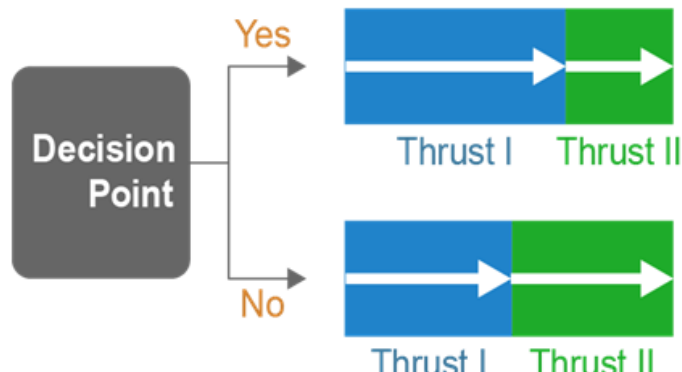 Yes
Decision
Point
Thrust I Thrust II
No
Thrust I Thrust II